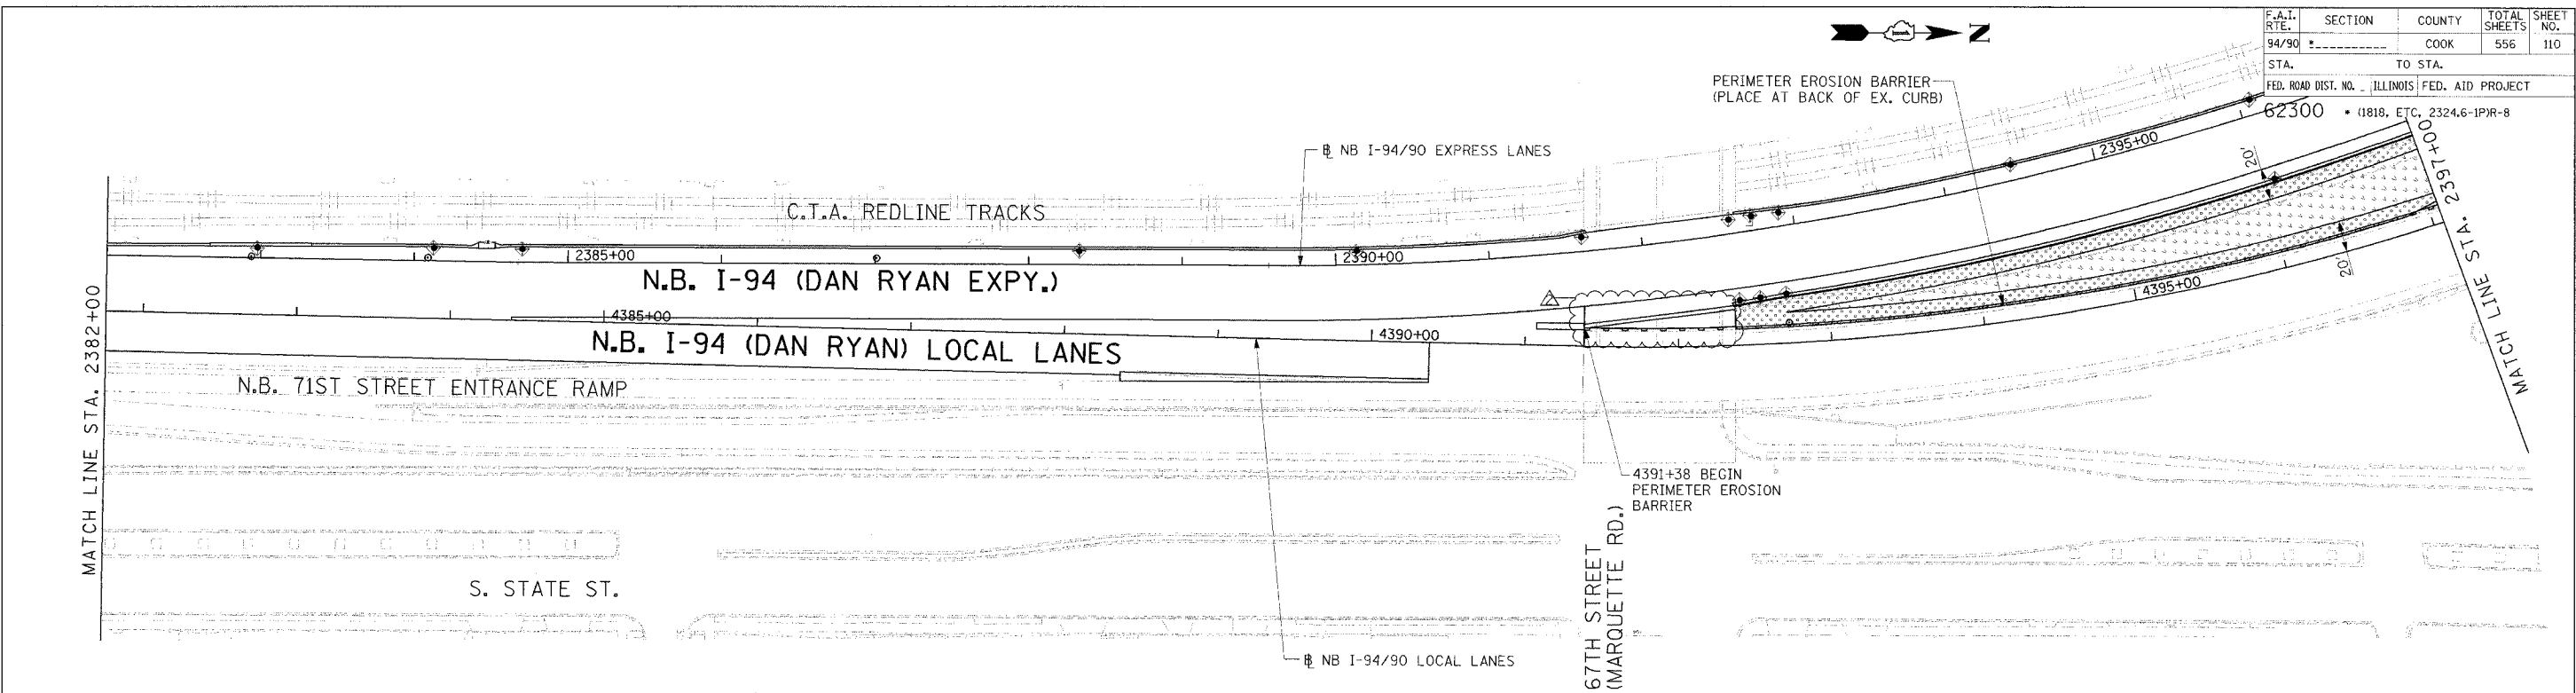 F.A.I. RTE. SECTION COUNTY TOTAL SHEETS SHEET NO.
94/90 *___________ COOK 556 110
STA. TO STA.
FED. ROAD DIST. NO. _ ILLINOIS FED. AID PROJECT
62300 * (1818, ETC, 2324.6-1P)R-8
N
PERIMETER EROSION BARRIER
(PLACE AT BACK OF EX. CURB)
NB I-94/90 EXPRESS LANES
C.T.A. REDLINE TRACKS
2385+00
2390+00
2395+00
20'
20'
N.B. I-94 (DAN RYAN EXPY.)
4385+00
4390+00
4395+00
2
N.B. I-94 (DAN RYAN) LOCAL LANES
N.B. 71ST STREET ENTRANCE RAMP
MATCH LINE STA. 2382+00
MATCH LINE STA. 2397+00
4391+38 BEGIN
PERIMETER EROSION
BARRIER
67TH STREET
(MARQUETTE RD.)
S. STATE ST.
NB I-94/90 LOCAL LANES